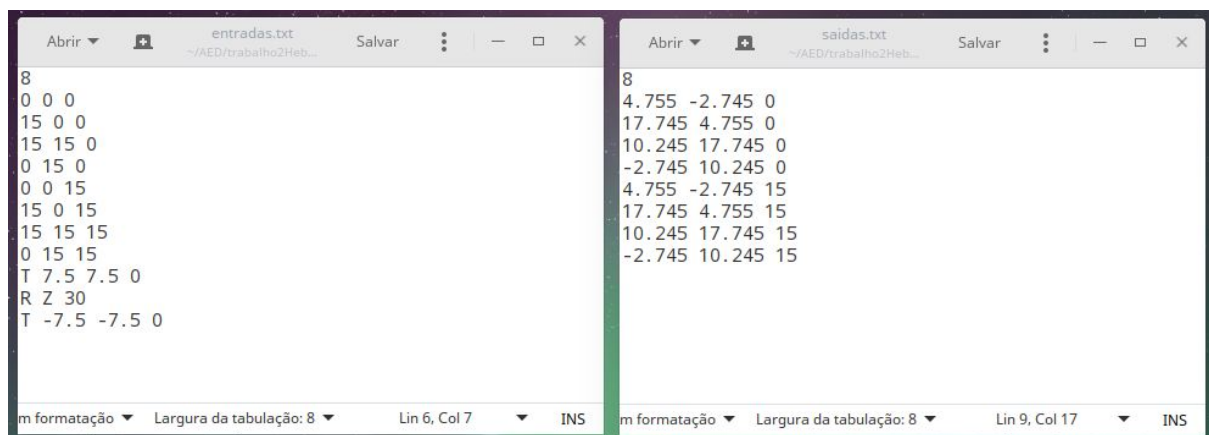 Abrir
entradas.txt
~/AED/trabalho2Heb...
Salvar
8
0 0 0
15 0 0
15 15 0
0 15 0
0 0 15
15 0 15
15 15 15
0 15 15
T 7.5 7.5 0
R Z 30
T -7.5 -7.5 0
m formatação
Largura da tabulação: 8
Lin 6, Col 7
INS
Abrir
saidas.txt
~/AED/trabalho2Heb...
Salvar
8
4.755 -2.745 0
17.745 4.755 0
10.245 17.745 0
-2.745 10.245 0
4.755 -2.745 15
17.745 4.755 15
10.245 17.745 15
-2.745 10.245 15
m formatação
Largura da tabulação: 8
Lin 9, Col 17
INS